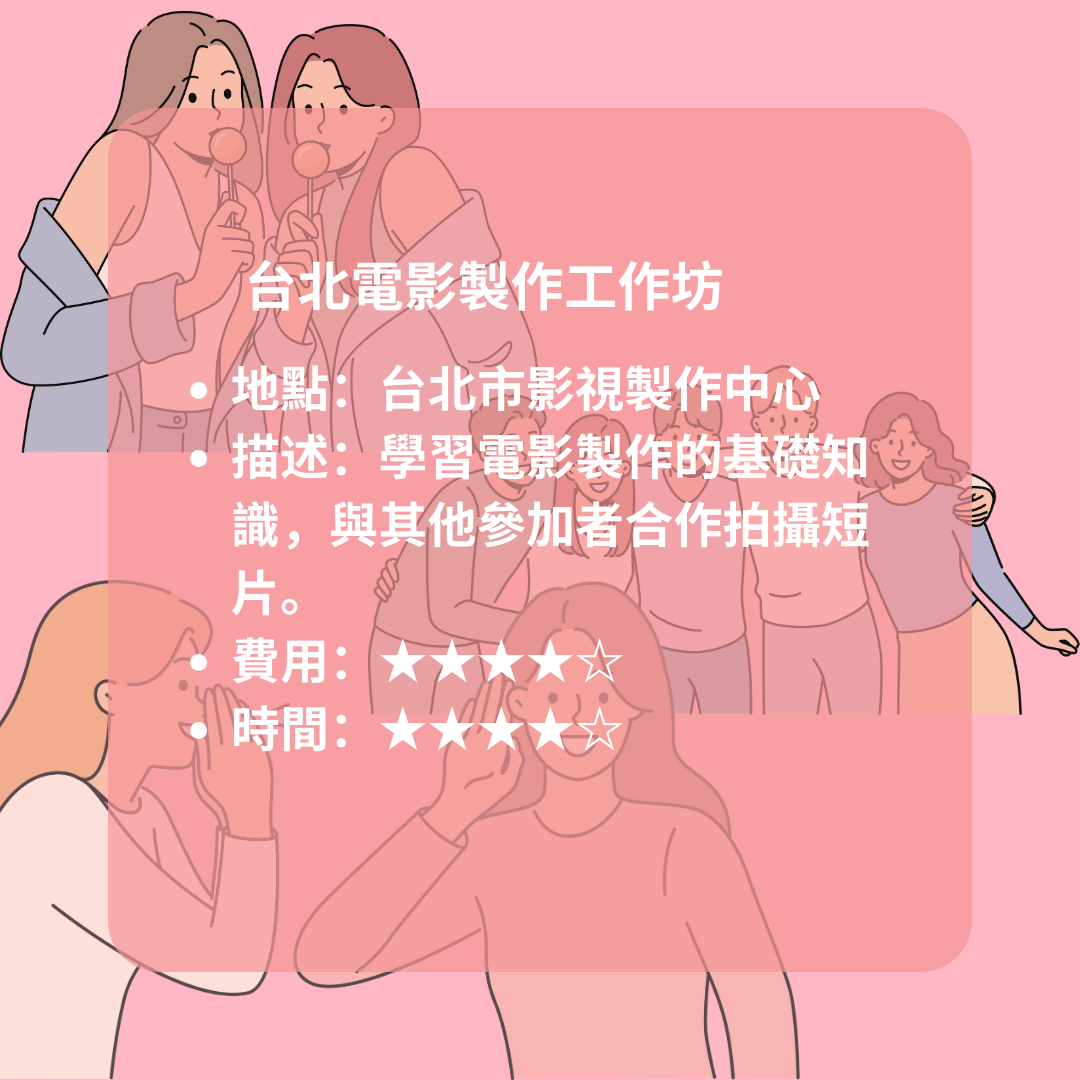 台北電影製作工作坊
• 地點：台北市影視製作中心
• 描述：學習電影製作的基礎知
識，與其他參加者合作拍攝短
片。
• 費用：★★★★☆
• 時間：★★★★☆